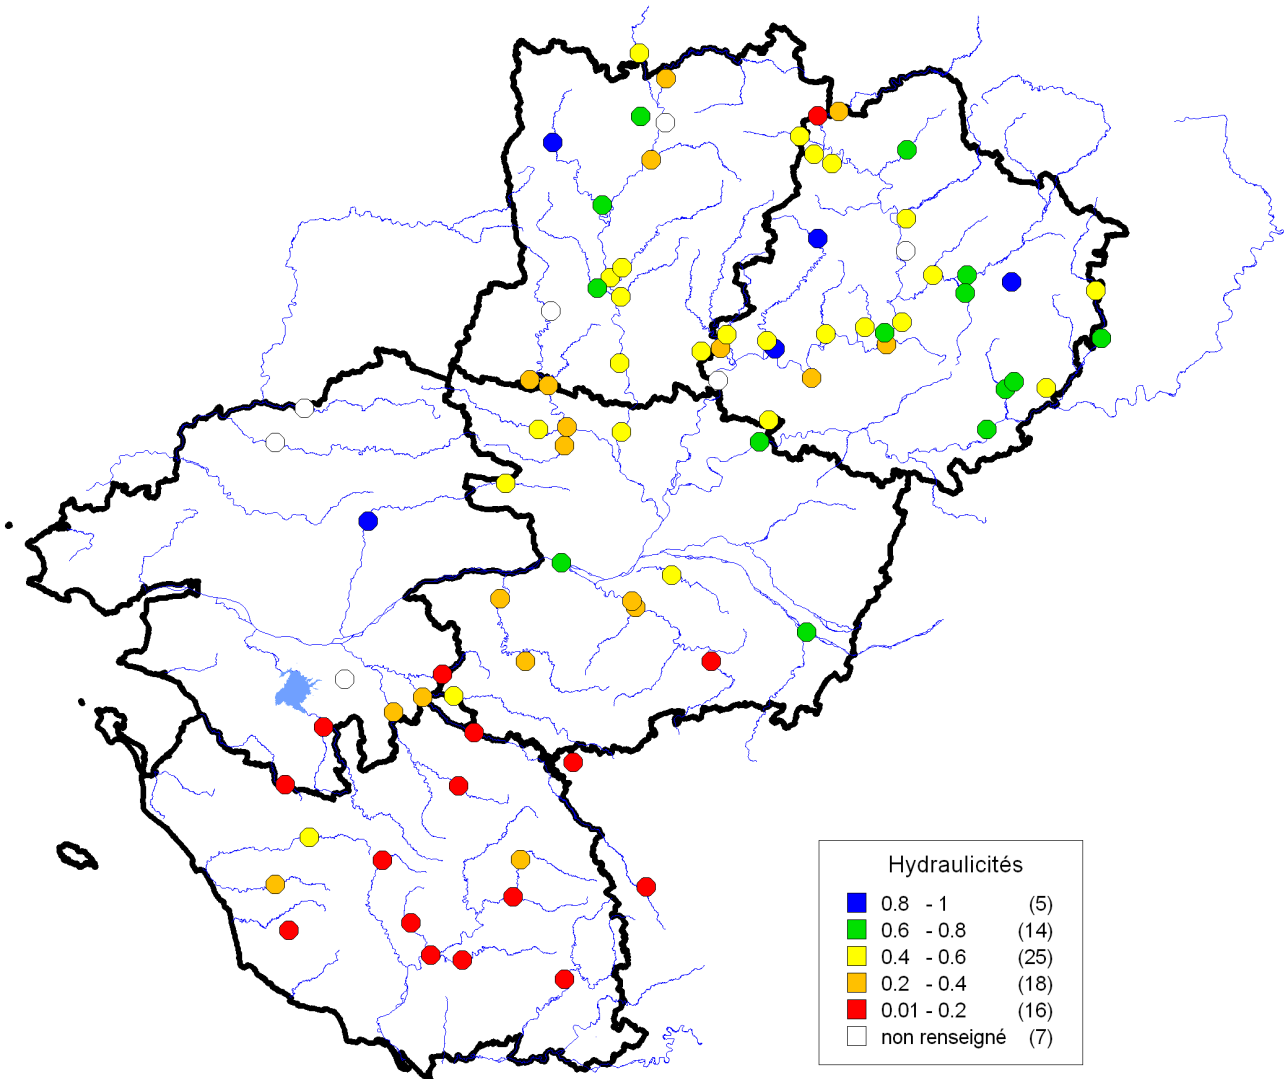 Hydraulicités
0.8 - 1 (5)
0.6 - 0.8 (14)
0.4 - 0.6 (25)
0.2 - 0.4 (18)
0.01 - 0.2 (16)
non renseigné (7)